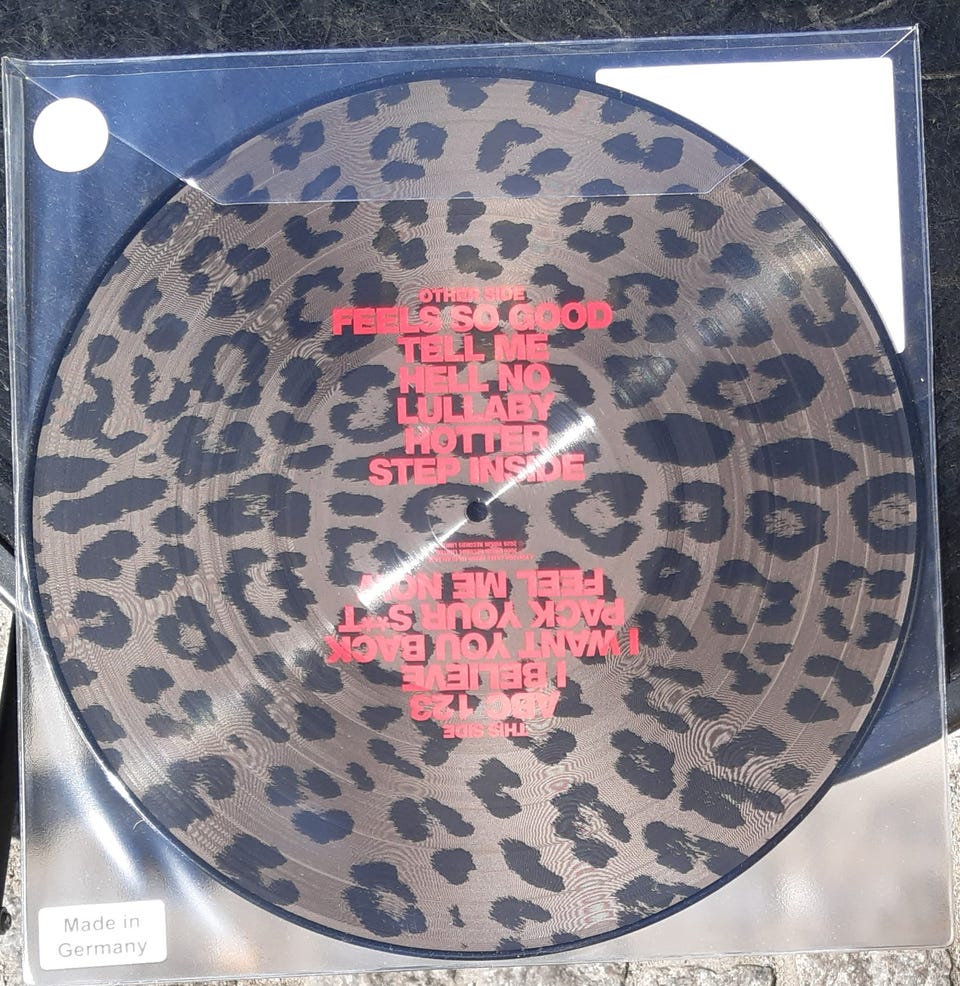 OTHER SIDE
FEELS SO GOOD
TELL ME
HELL NO
LULLABY
HOTTER
STEP INSIDE
THIS SIDE
ABC 123
I BELIEVE
I WANT YOU BACK
PACK YOUR S**T
FEEL ME NOW
Made in
Germany